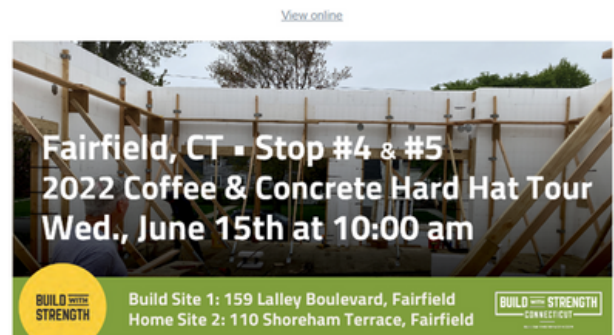 View online
Fairfield, CT ▪ Stop #4 & #5
2022 Coffee & Concrete Hard Hat Tour
Wed., June 15th at 10:00 am
BUILD WITH
STRENGTH
Build Site 1: 159 Lalley Boulevard, Fairfield
Home Site 2: 110 Shoreham Terrace, Fairfield
BUILD WITH STRENGTH
CONNECTICUT